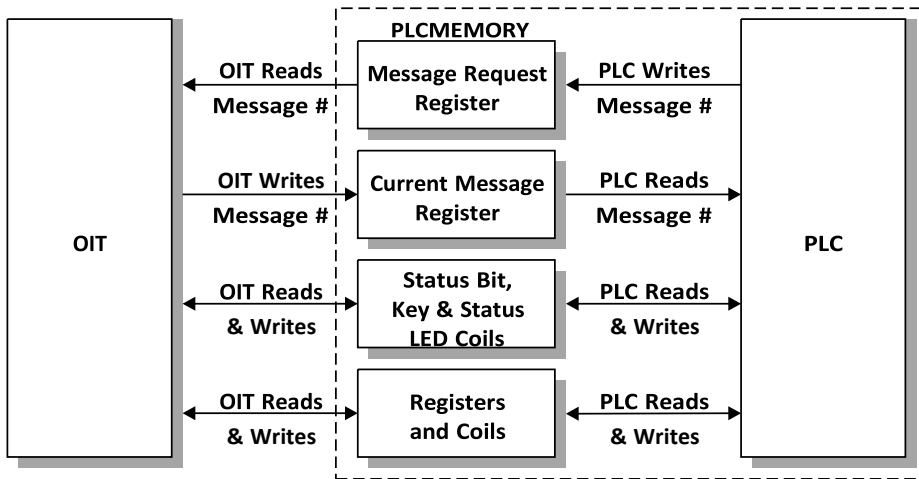 PLCMEMORY
OIT Reads
Message #
Message Request
Register
PLC Writes
Message #
OIT Writes
Message #
Current Message
Register
PLC Reads
Message #
OIT
PLC
OIT Reads
& Writes
Status Bit,
Key & Status
LED Coils
PLC Reads
& Writes
OIT Reads
& Writes
Registers
and Coils
PLC Reads
& Writes